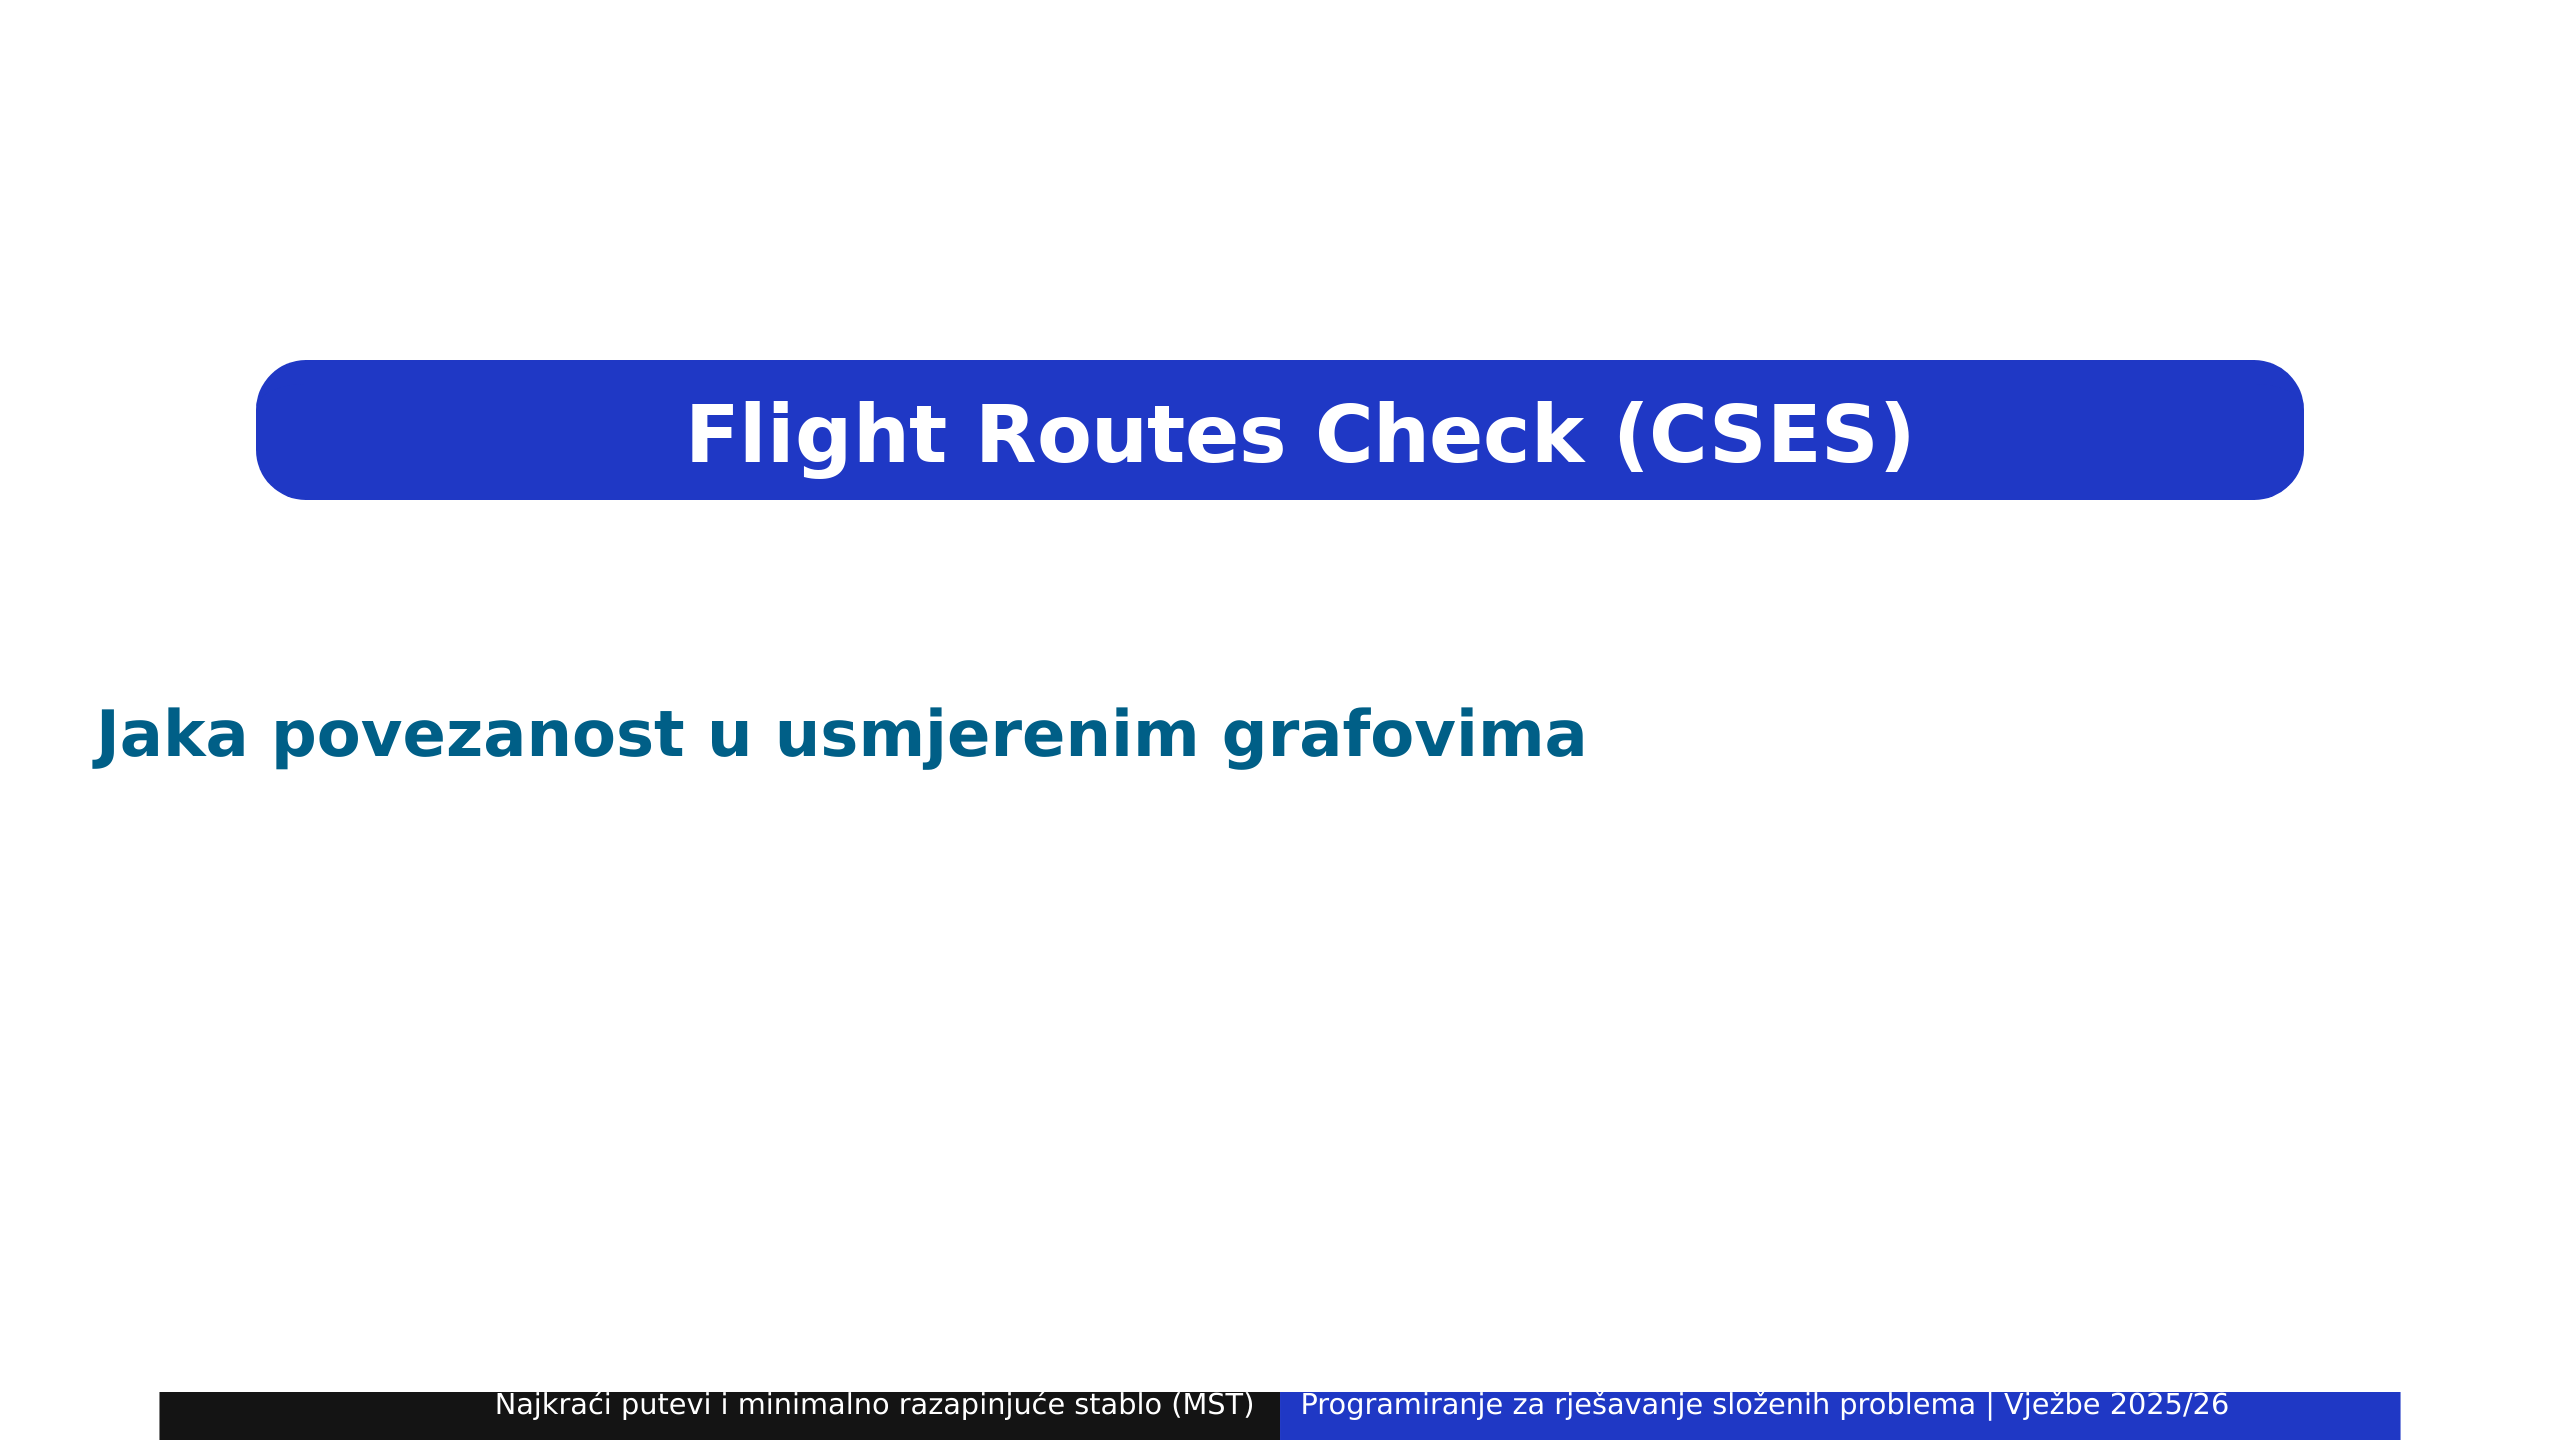 Flight Routes Check (CSES)
Jaka povezanost u usmjerenim grafovima
Najkraći putevi i minimalno razapinjuće stablo (MST)
Programiranje za rješavanje složenih problema | Vježbe 2025/26